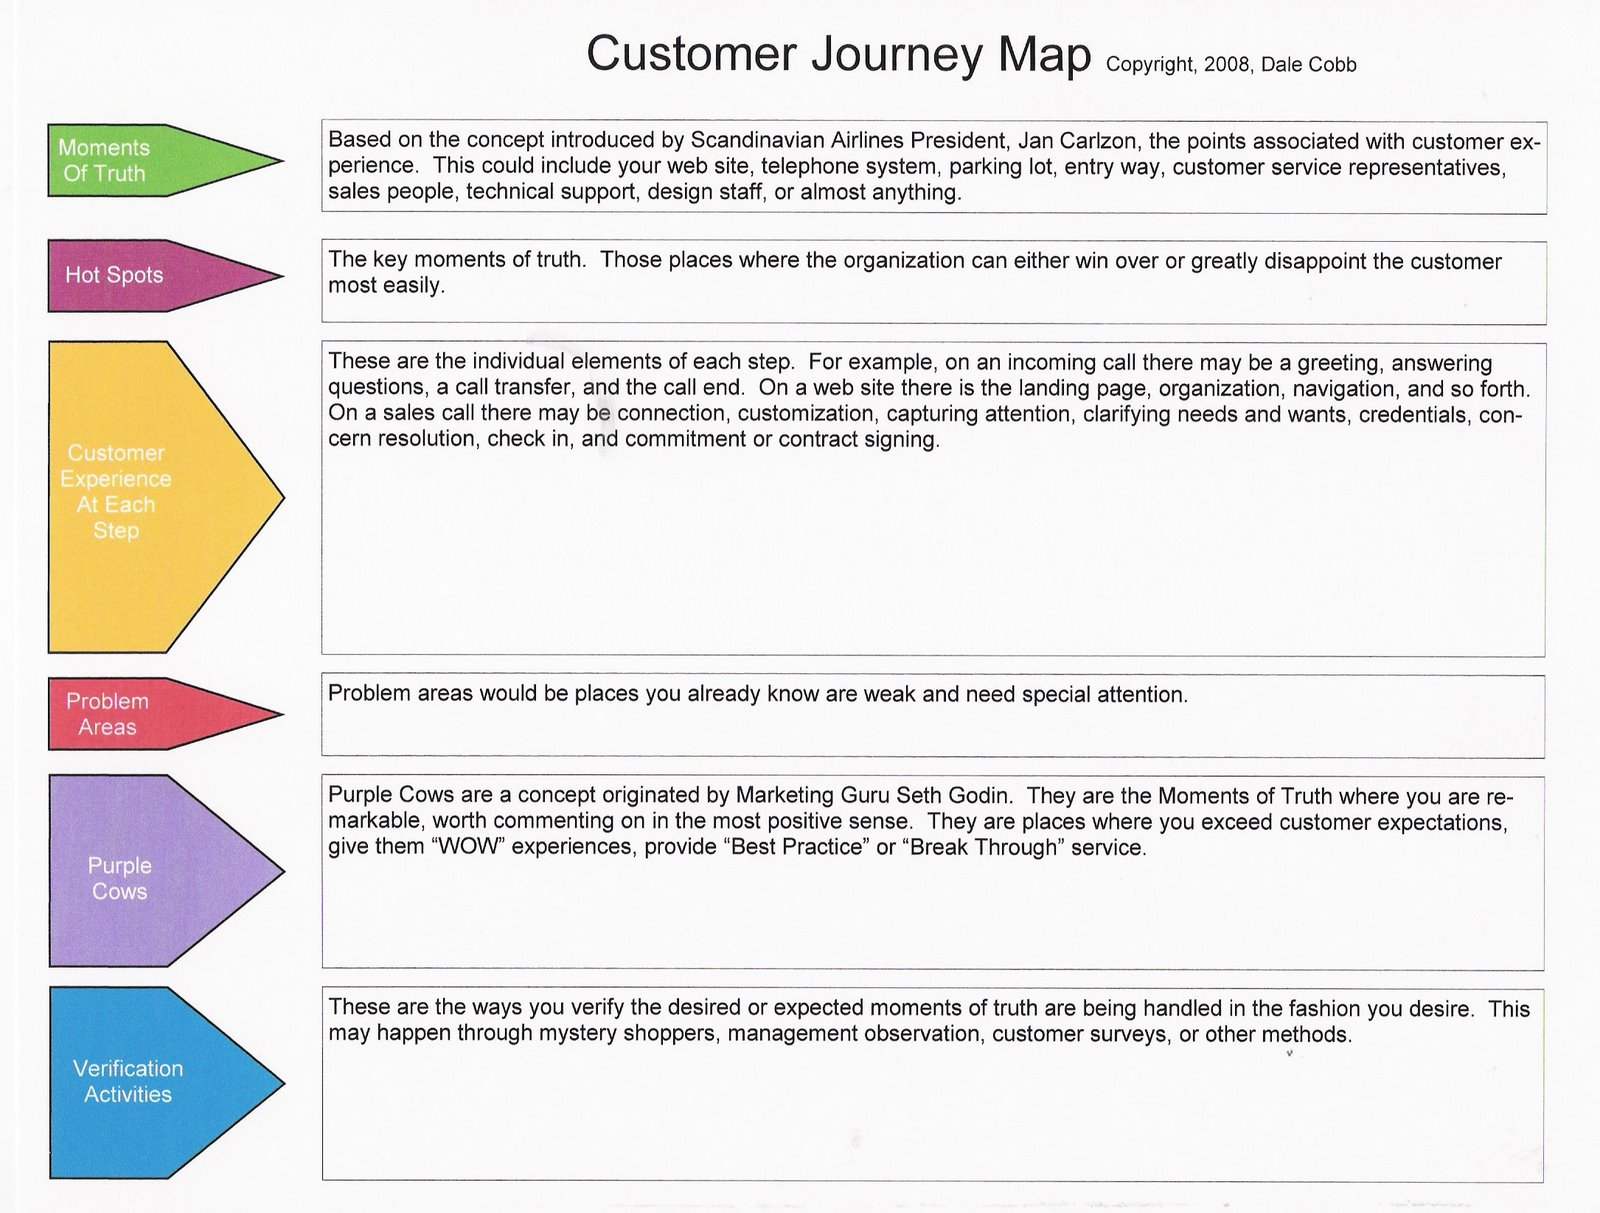 Customer Journey Map Copyright, 2008, Dale Cobb
Moments
Of Truth
Based on the concept introduced by Scandinavian Airlines President, Jan Carlzon, the points associated with customer ex-
perience.  This could include your web site, telephone system, parking lot, entry way, customer service representatives,
sales people, technical support, design staff, or almost anything.
Hot Spots
The key moments of truth.  Those places where the organization can either win over or greatly disappoint the customer
most easily.
Customer
Experience
At Each
Step
These are the individual elements of each step.  For example, on an incoming call there may be a greeting, answering
questions, a call transfer, and the call end.  On a web site there is the landing page, organization, navigation, and so forth.
On a sales call there may be connection, customization, capturing attention, clarifying needs and wants, credentials, con-
cern resolution, check in, and commitment or contract signing.
Problem
Areas
Problem areas would be places you already know are weak and need special attention.
Purple
Cows
Purple Cows are a concept originated by Marketing Guru Seth Godin.  They are the Moments of Truth where you are re-
markable, worth commenting on in the most positive sense.  They are places where you exceed customer expectations,
give them “WOW” experiences, provide “Best Practice” or “Break Through” service.
Verification
Activities
These are the ways you verify the desired or expected moments of truth are being handled in the fashion you desire.  This
may happen through mystery shoppers, management observation, customer surveys, or other methods.